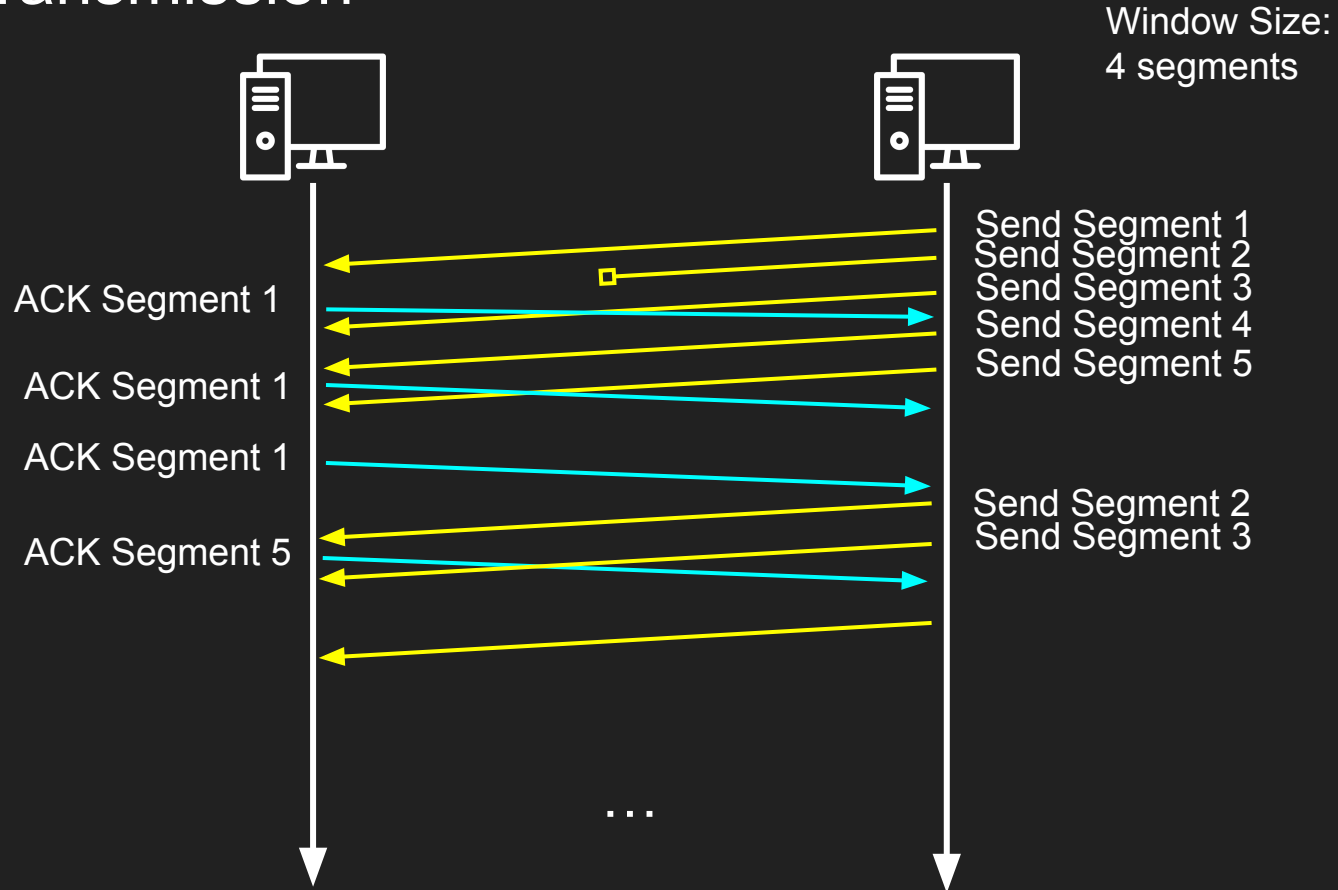 Window Size:
4 segments
Send Segment 1
Send Segment 2
Send Segment 3
ACK Segment 1
Send Segment 4
Send Segment 5
ACK Segment 1
ACK Segment 1
Send Segment 2
Send Segment 3
ACK Segment 5
...